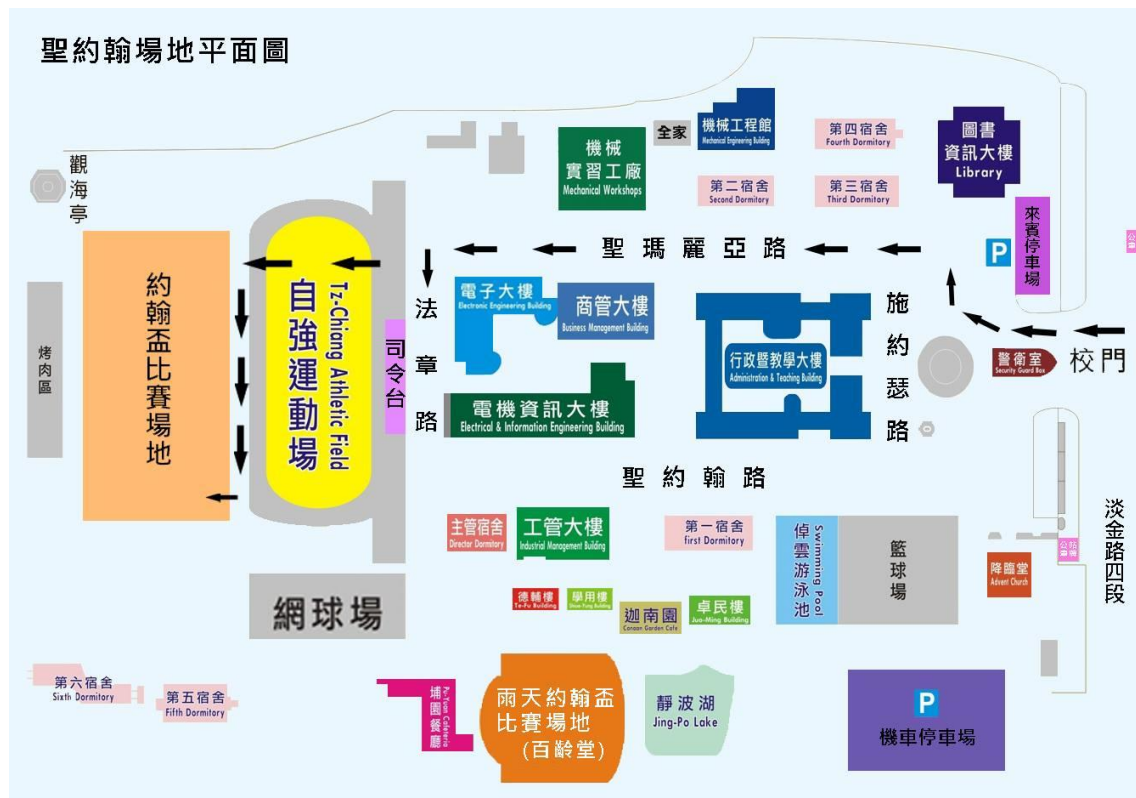 聖約翰場地平面圖
觀海亭
機械
實習工廠
Mechanical Workshops
全家
機械工程館
Mechanical Engineering Building
第四宿舍
Fourth Dormitory
圖書
資訊大樓
Library
第二宿舍
Second Dormitory
第三宿舍
Third Dormitory
來賓停車場
P
聖瑪麗亞路
約翰盃比賽場地
烤肉區
自強運動場
Tz-Chiang Athletic Field
司令台
法章路
電子大樓
Electronic Engineering Building
商管大樓
Business Management Building
行政暨教學大樓
Administration & Teaching Building
施約瑟路
警衛室
Security Guard Box
校門
電機資訊大樓
Electrical & Information Engineering Building
聖約翰路
主管宿舍
Director Dormitory
工管大樓
Industrial Management Building
第一宿舍
first Dormitory
倬雲游泳池
Swimming Pool
籃球場
降臨堂
Advent Church
淡金路四段
網球場
德輔樓
Te-Fu Building
學用樓
迦南園
Canaan Garden Cafe
卓民樓
Juo-Ming Building
第六宿舍
Sixth Dormitory
第五宿舍
Fifth Dormitory
埔園餐廳
Pu-Yuan Cafeteria
兩天約翰盃
比賽場地
(百齡堂)
靜波湖
Jing-Po Lake
P
機車停車場